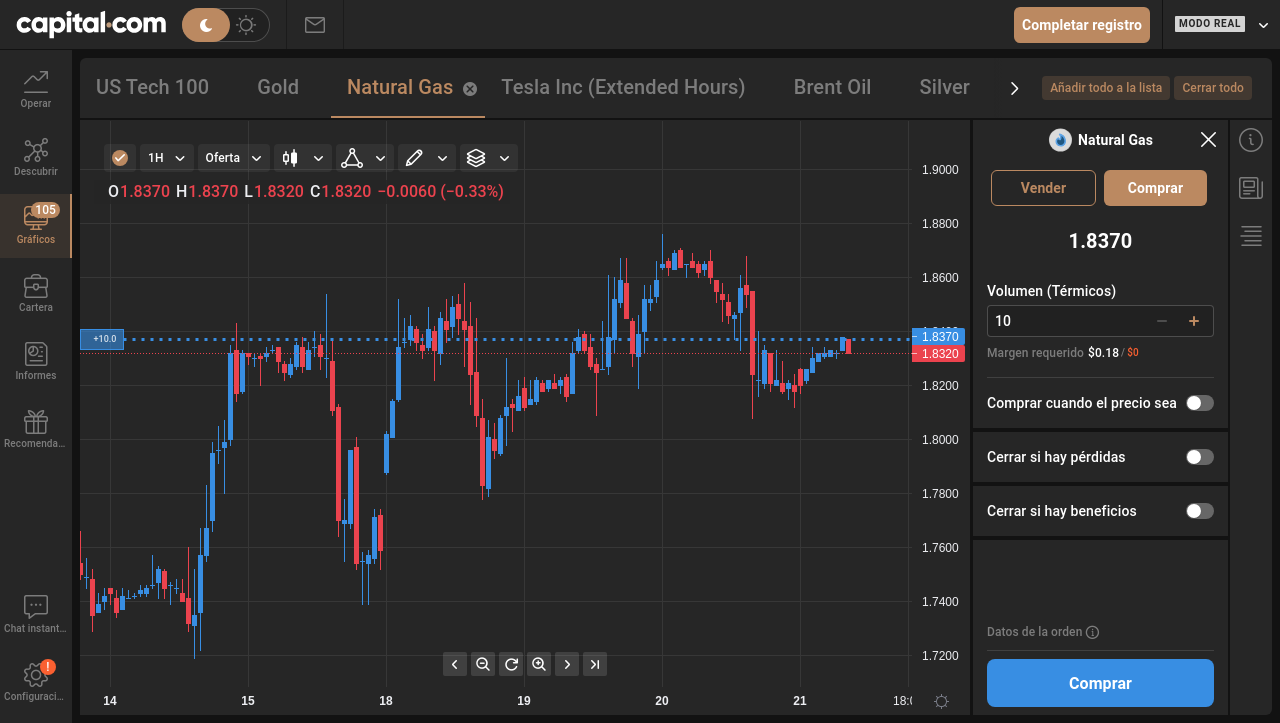 capital.com
Completar registro
MODO REAL
Operar
Descubrir
105
Gráficos
Cartera
Informes
Recomenda...
Chat instant...
!
Configuraci...
US Tech 100
Gold
Natural Gas
Tesla Inc (Extended Hours)
Brent Oil
Silver
Añadir todo a la lista
Cerrar todo
1H
Oferta
O1.8370 H1.8370 L1.8320 C1.8320 −0.0060 (−0.33%)
+10.0
1.9000
1.8800
1.8600
1.8370
1.8320
1.8200
1.8000
1.7800
1.7600
1.7400
1.7200
14
15
18
19
20
21
Natural Gas
Vender
Comprar
1.8370
Volumen (Térmicos)
10
Margen requerido $0.18 / $0
Comprar cuando el precio sea
Cerrar si hay pérdidas
Cerrar si hay beneficios
Datos de la orden
Comprar